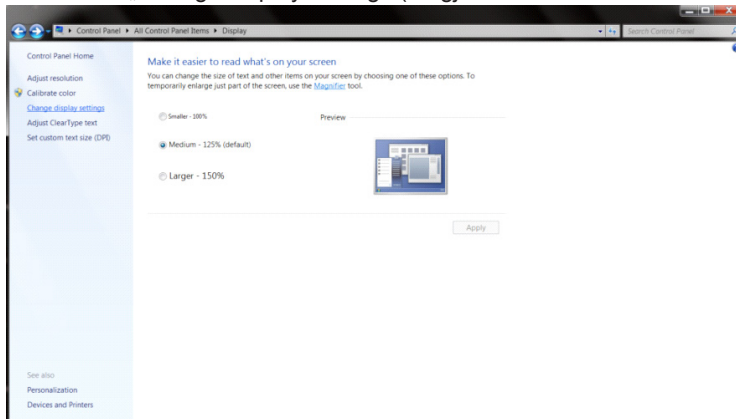 Control Panel ▸ All Control Panel Items ▸ Display
Search Control Panel
Control Panel Home
Adjust resolution
Calibrate color
Change display settings
Adjust ClearType text
Set custom text size (DPI)
Make it easier to read what's on your screen
You can change the size of text and other items on your screen by choosing one of these options. To
temporarily enlarge just part of the screen, use the Magnifier tool.
Smaller - 100%
Preview
Medium - 125% (default)
Larger - 150%
Apply
See also
Personalization
Devices and Printers